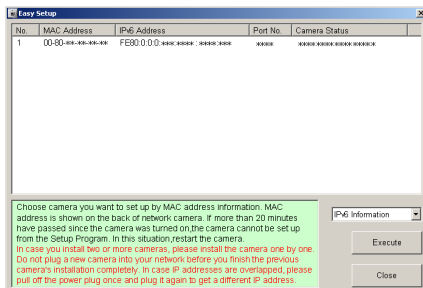 Easy Setup
No. MAC Address IPv6 Address Port No. Camera Status
1 00-80-**-**-**-** FE80:0:0:0:***:****:****:*** **** *****************
Choose camera you want to set up by MAC address information. MAC
address is shown on the back of network camera. If more than 20 minutes
have passed since the camera was turned on,the camera cannot be set up
from the Setup Program. In this situation,restart the camera.
In case you install two or more cameras, please install the camera one by one.
Do not plug a new camera into your network before you finish the previous
camera's installation completely. In case IP addresses are overlapped, please
pull off the power plug once and plug it again to get a different IP address.
IPv6 Information
Execute
Close